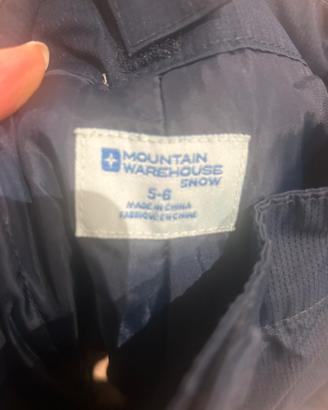 MOUNTAIN
WAREHOUSE
SNOW
5-6
MADE IN CHINA
FABRIQUÉ EN CHINE